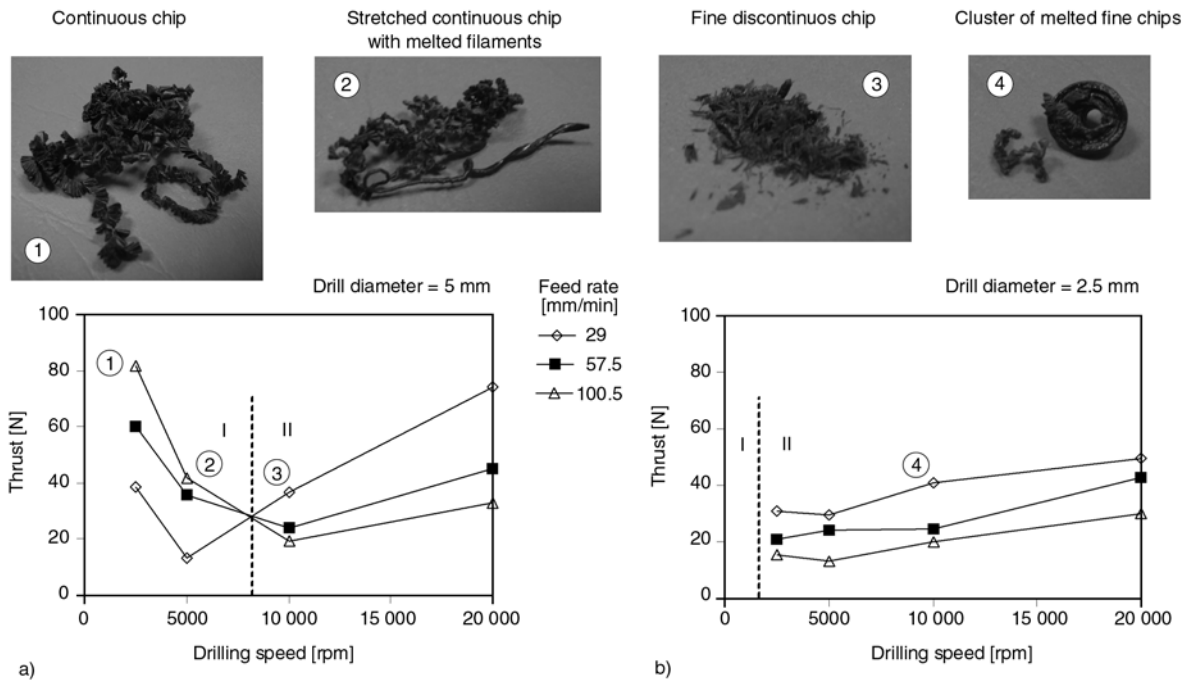 Continuous chip
Stretched continuous chip
with melted filaments
Fine discontinuos chip
Cluster of melted fine chips
1
2
3
4
Drill diameter = 5 mm
Feed rate
[mm/min]
29
57.5
100.5
Drill diameter = 2.5 mm
Thrust [N]
100
80
60
40
20
0
1
2
3
I
II
0
5000
10000
15 000
20 000
Drilling speed [rpm]
a)
Thrust [N]
100
80
60
40
20
0
I
II
4
0
5000
10 000
15 000
20 000
Drilling speed [rpm]
b)